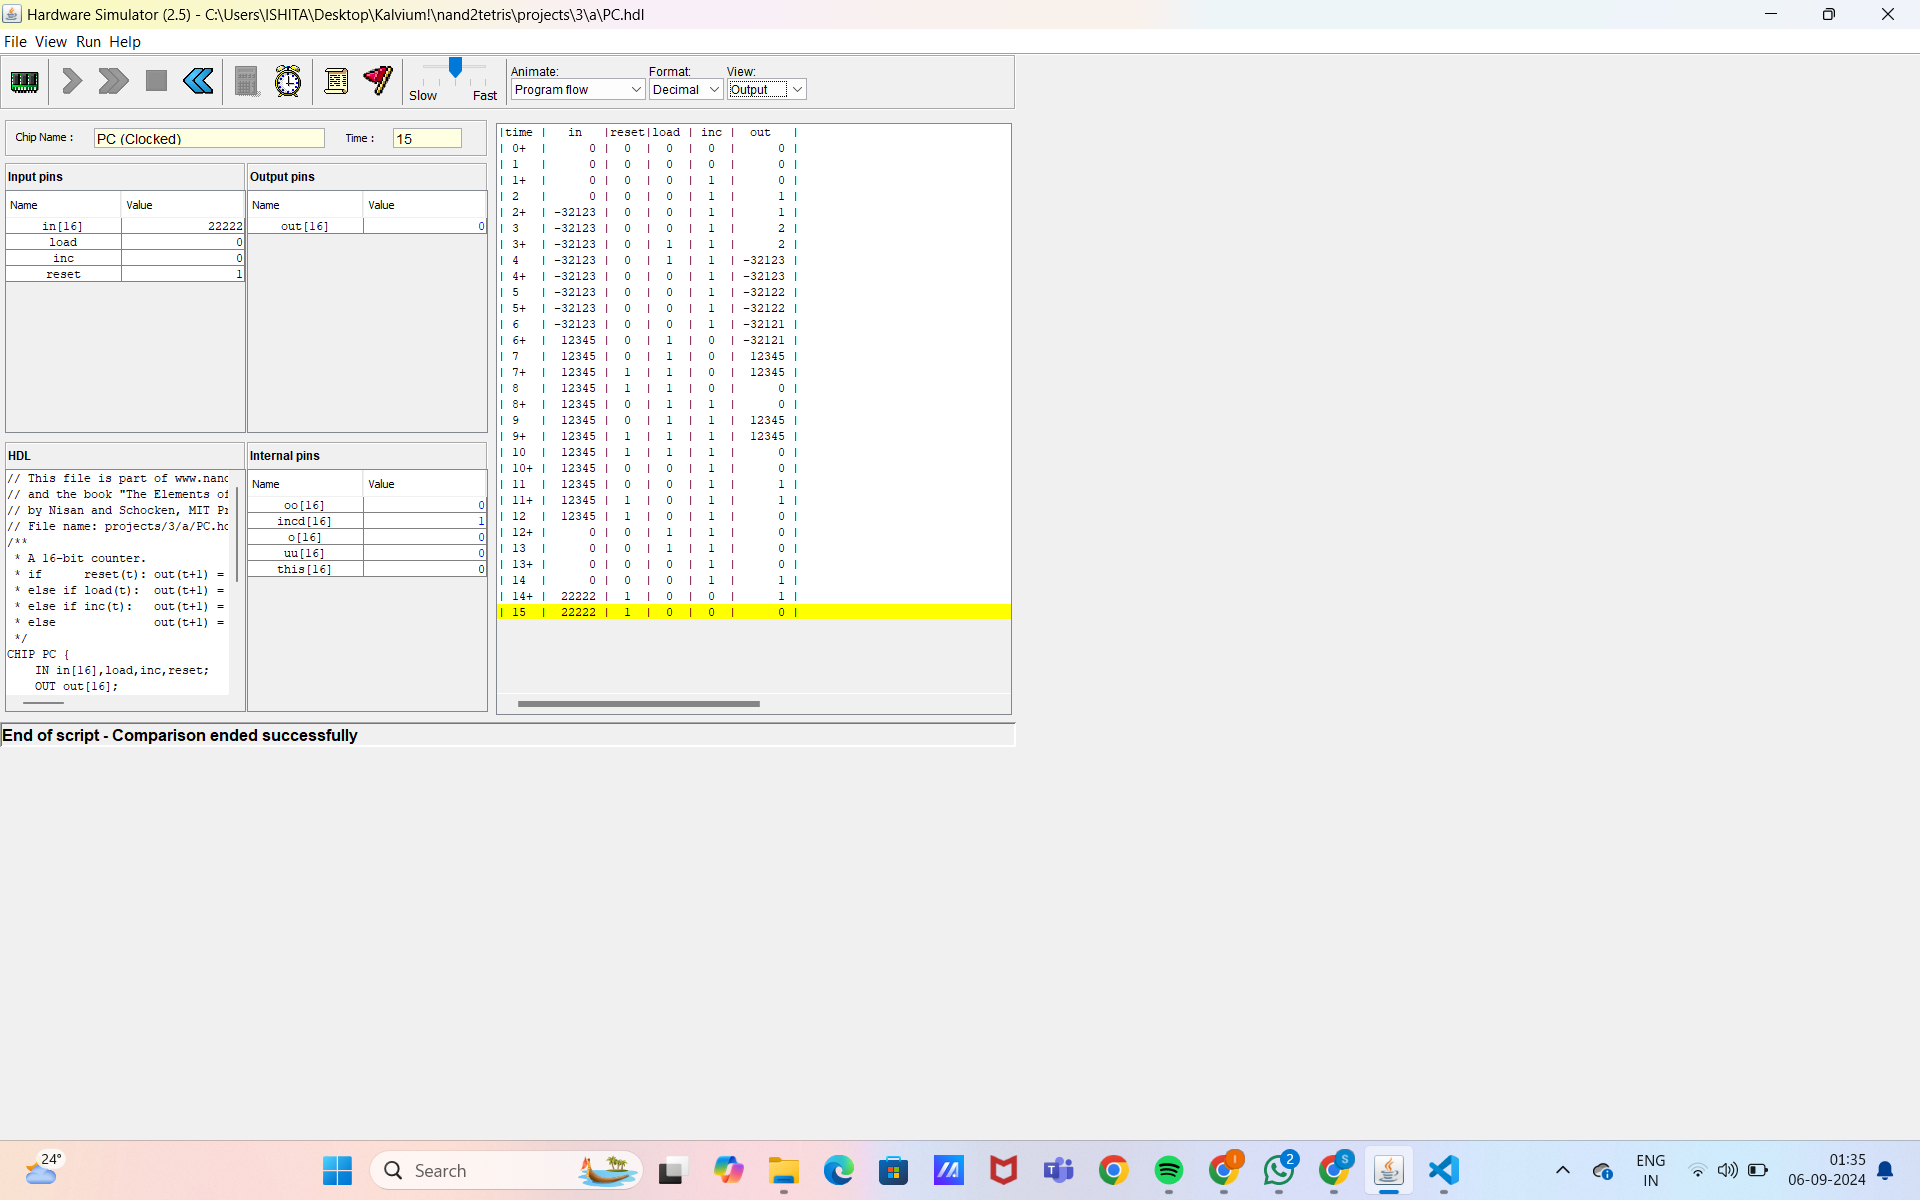 Hardware Simulator (2.5) - C:\Users\ISHITA\Desktop\Kalvium!\nand2tetris\projects\3\a\PC.hdl
File View Run Help
Slow Fast
Animate: Format: View:
Program flow Decimal Output
Chip Name : PC (Clocked) Time : 15
Input pins
Name Value
in[16] 22222
load 0
inc 0
reset 1
Output pins
Name Value
out[16] 0
HDL
// This file is part of www.nand
// and the book "The Elements of
// by Nisan and Schocken, MIT Pr
// File name: projects/3/a/PC.hd
/**
* A 16-bit counter.
* if reset(t): out(t+1) =
* else if load(t): out(t+1) =
* else if inc(t): out(t+1) =
* else out(t+1) =
*/
CHIP PC {
IN in[16],load,inc,reset;
OUT out[16];
Internal pins
Name Value
oo[16] 0
incd[16] 1
o[16] 0
uu[16] 0
this[16] 0
|time | in |reset|load | inc | out |
| 0+ | 0 | 0 | 0 | 0 | 0 |
| 1 | 0 | 0 | 0 | 0 | 0 |
| 1+ | 0 | 0 | 0 | 1 | 0 |
| 2 | 0 | 0 | 0 | 1 | 1 |
| 2+ | -32123 | 0 | 0 | 1 | 1 |
| 3 | -32123 | 0 | 0 | 1 | 2 |
| 3+ | -32123 | 0 | 1 | 1 | 2 |
| 4 | -32123 | 0 | 1 | 1 | -32123 |
| 4+ | -32123 | 0 | 0 | 1 | -32123 |
| 5 | -32123 | 0 | 0 | 1 | -32122 |
| 5+ | -32123 | 0 | 0 | 1 | -32122 |
| 6 | -32123 | 0 | 0 | 1 | -32121 |
| 6+ | 12345 | 0 | 1 | 0 | -32121 |
| 7 | 12345 | 0 | 1 | 0 | 12345 |
| 7+ | 12345 | 1 | 1 | 0 | 12345 |
| 8 | 12345 | 1 | 1 | 0 | 0 |
| 8+ | 12345 | 0 | 1 | 1 | 0 |
| 9 | 12345 | 0 | 1 | 1 | 12345 |
| 9+ | 12345 | 1 | 1 | 1 | 12345 |
| 10 | 12345 | 1 | 1 | 1 | 0 |
| 10+ | 12345 | 0 | 0 | 1 | 0 |
| 11 | 12345 | 0 | 0 | 1 | 1 |
| 11+ | 12345 | 1 | 0 | 1 | 1 |
| 12 | 12345 | 1 | 0 | 1 | 0 |
| 12+ | 0 | 0 | 1 | 1 | 0 |
| 13 | 0 | 0 | 1 | 1 | 0 |
| 13+ | 0 | 0 | 0 | 1 | 0 |
| 14 | 0 | 0 | 0 | 1 | 1 |
| 14+ | 22222 | 1 | 0 | 0 | 1 |
| 15 | 22222 | 1 | 0 | 0 | 0 |
End of script - Comparison ended successfully
24°
Search
I
2
S
ENG
IN
01:35
06-09-2024